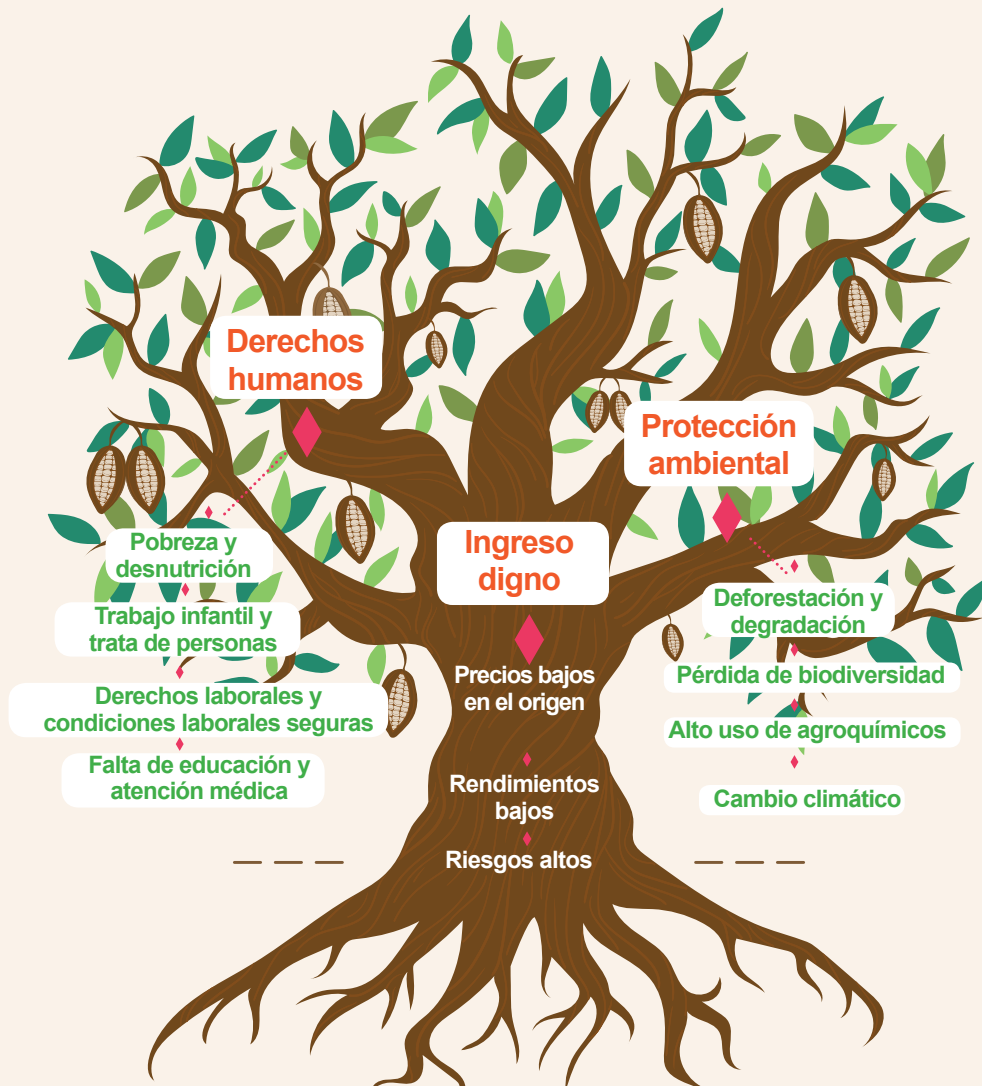 Derechos
humanos
Pobreza y
desnutrición
Trabajo infantil y
trata de personas
Derechos laborales y
condiciones laborales seguras
Falta de educación y
atención médica
Ingreso
digno
Precios bajos
en el origen
Rendimientos
bajos
Riesgos altos
Protección
ambiental
Deforestación y
degradación
Pérdida de biodiversidad
Alto uso de agroquímicos
Cambio climático